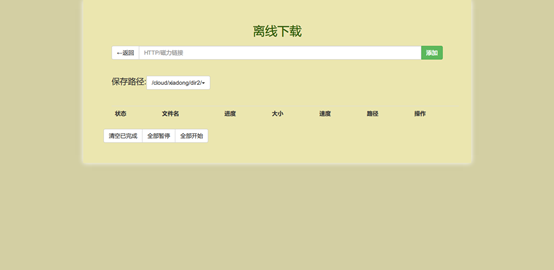 离线下载
←返回 HTTP/磁力链接 添加
保存路径: /cloud/xiadong/dir2/
状态 文件名 进度 大小 速度 路径 操作
清空已完成 全部暂停 全部开始